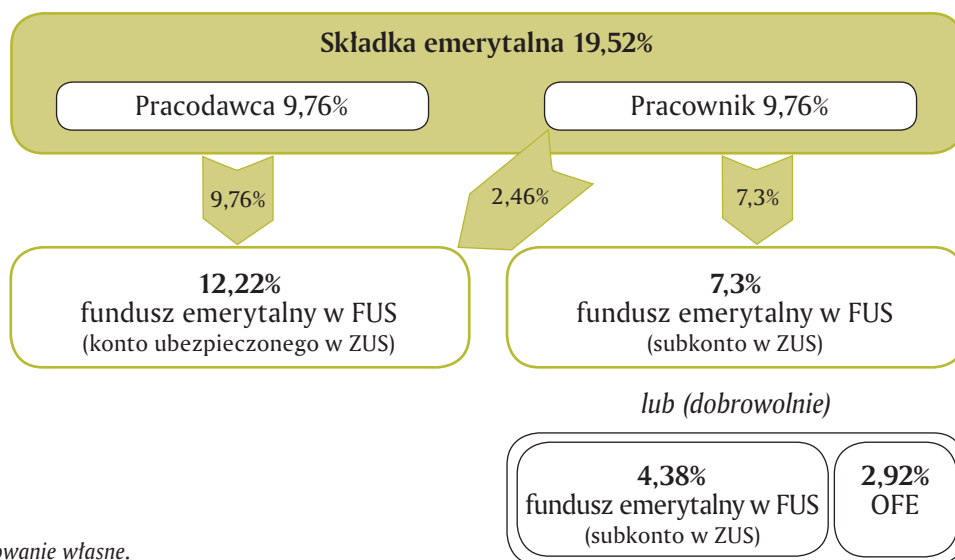 Składka emerytalna 19,52%
Pracodawca 9,76%
Pracownik 9,76%
9,76%
2,46%
7,3%
12,22%
fundusz emerytalny w FUS
(konto ubezpieczonego w ZUS)
7,3%
fundusz emerytalny w FUS
(subkonto w ZUS)
lub (dobrowolnie)
4,38%
fundusz emerytalny w FUS
(subkonto w ZUS)
2,92%
OFE
własne.